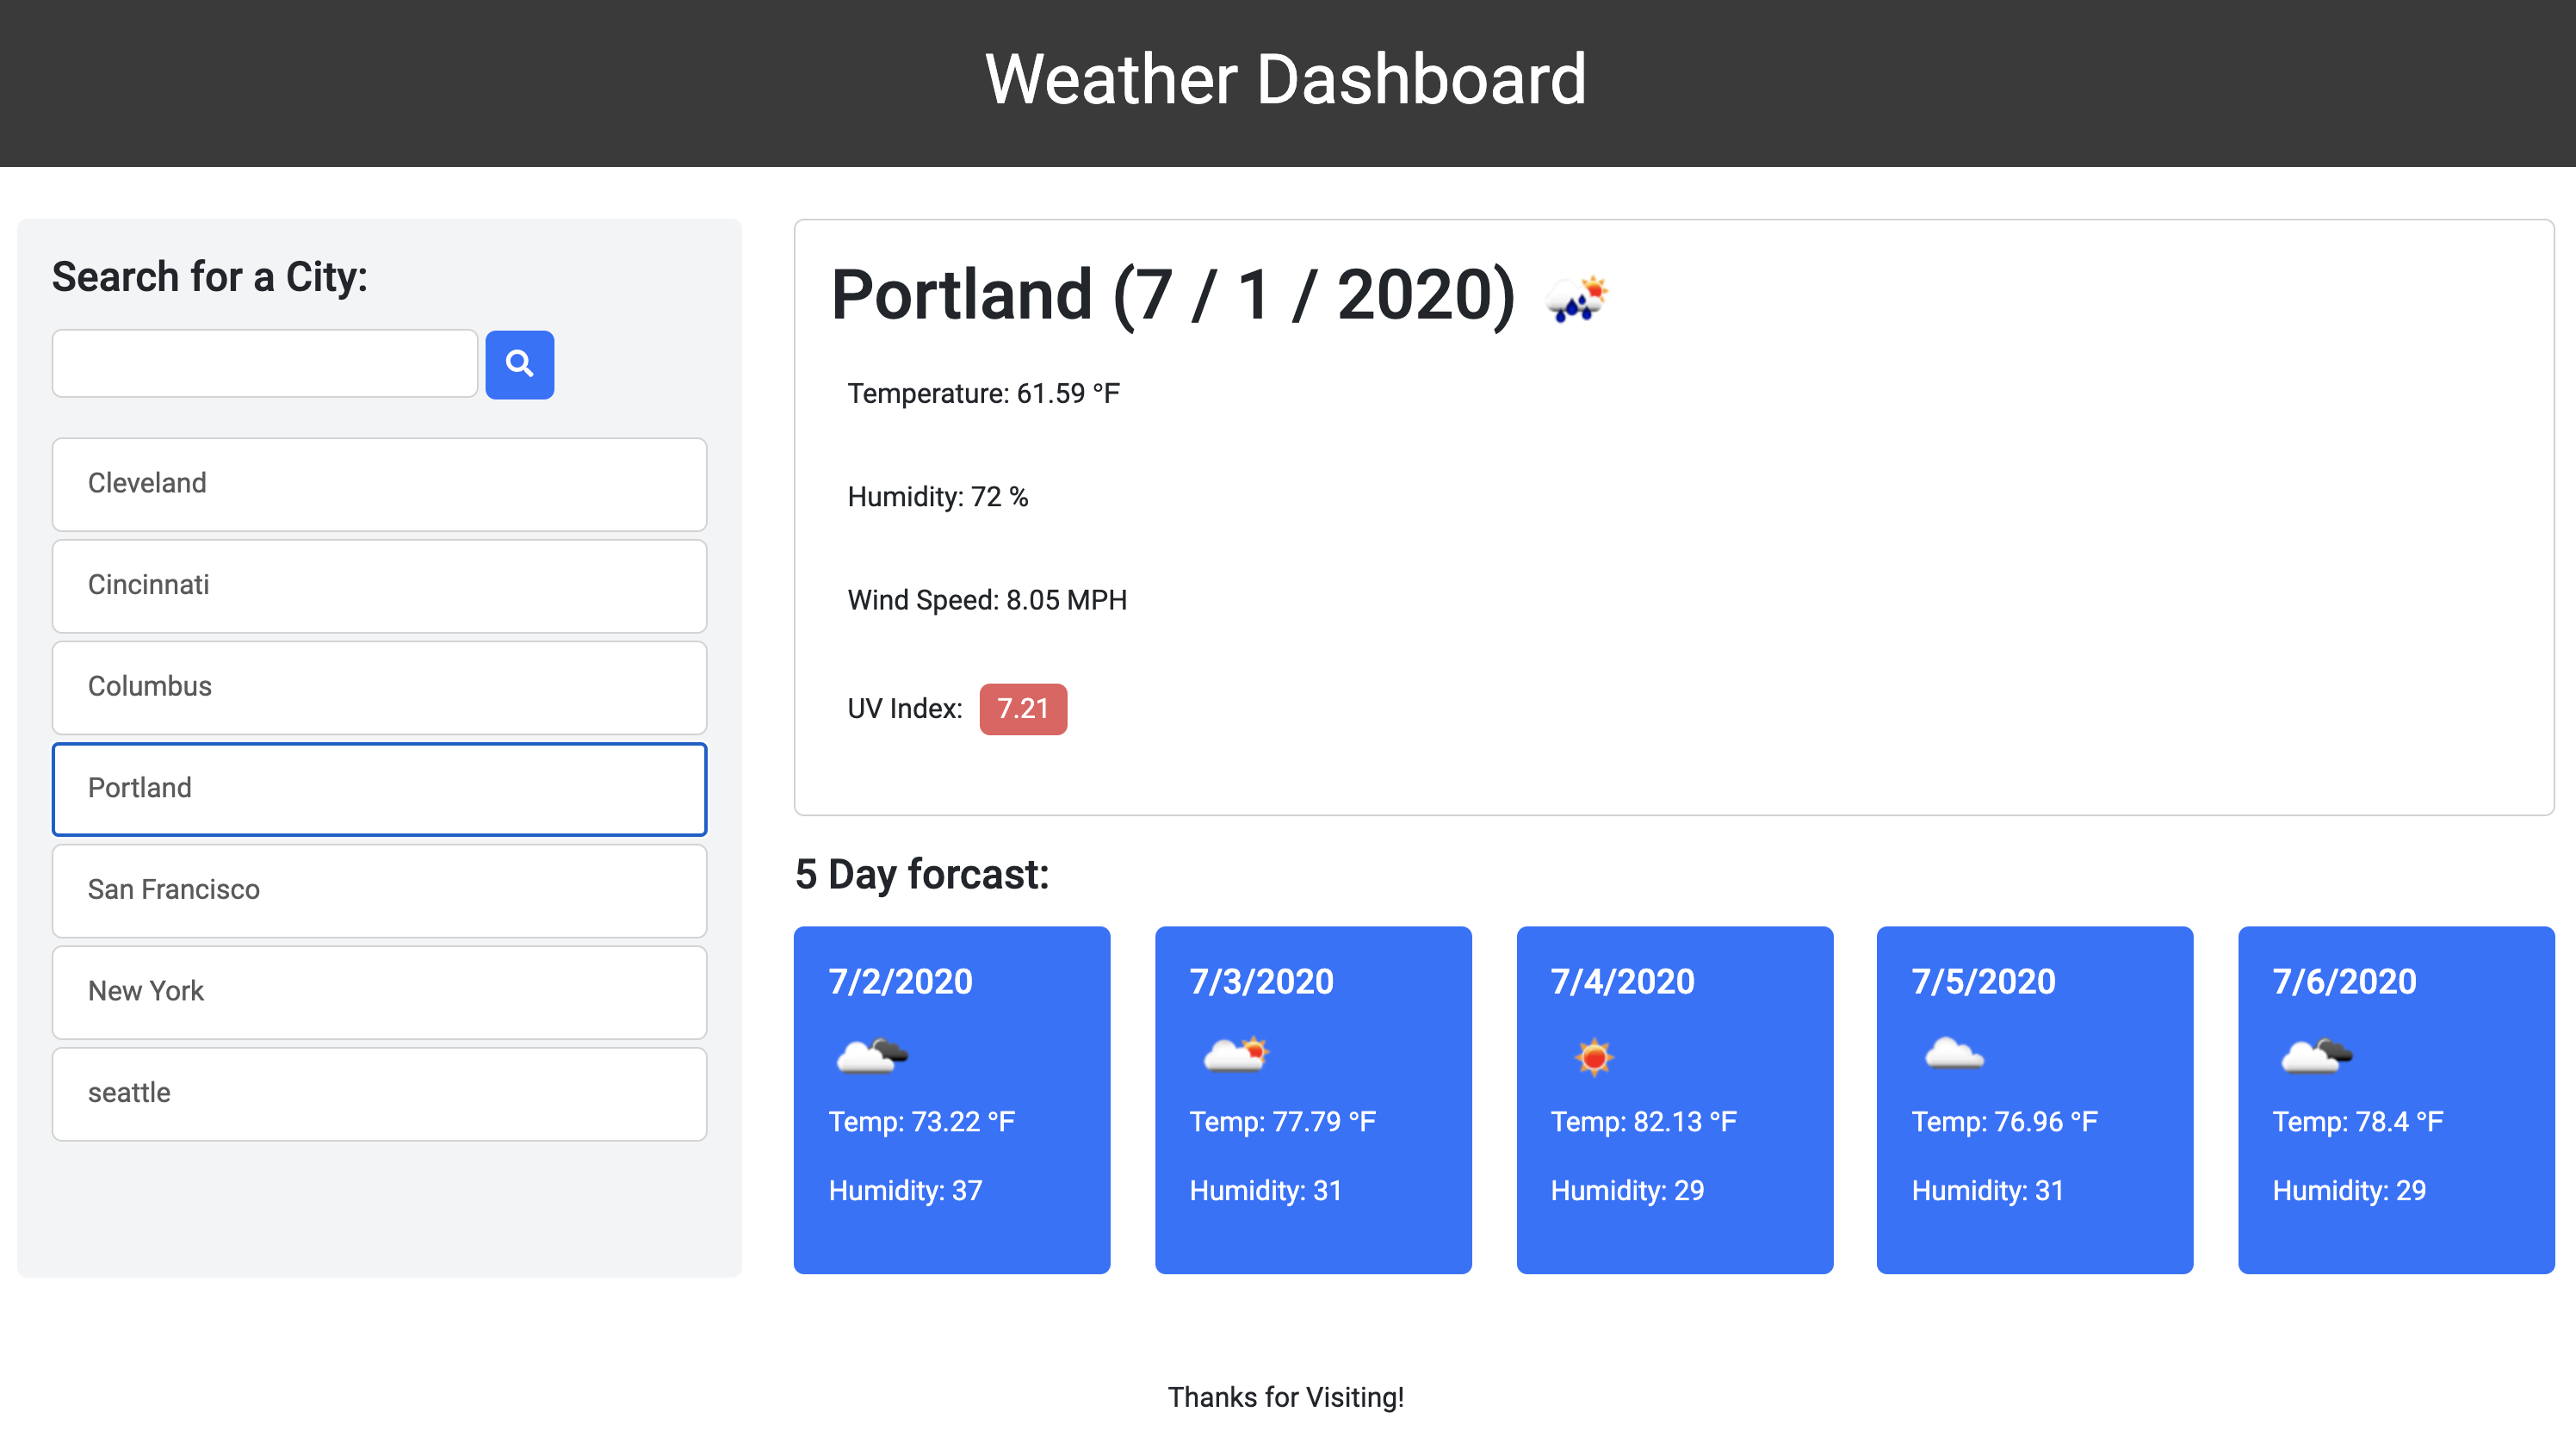 Weather Dashboard
Search for a City:
Cleveland
Cincinnati
Columbus
Portland
San Francisco
New York
seattle
Portland (7 / 1 / 2020)
Temperature: 61.59 °F
Humidity: 72 %
Wind Speed: 8.05 MPH
UV Index: 7.21
5 Day forcast:
7/2/2020
Temp: 73.22 °F
Humidity: 37
7/3/2020
Temp: 77.79 °F
Humidity: 31
7/4/2020
Temp: 82.13 °F
Humidity: 29
7/5/2020
Temp: 76.96 °F
Humidity: 31
7/6/2020
Temp: 78.4 °F
Humidity: 29
Thanks for Visiting!